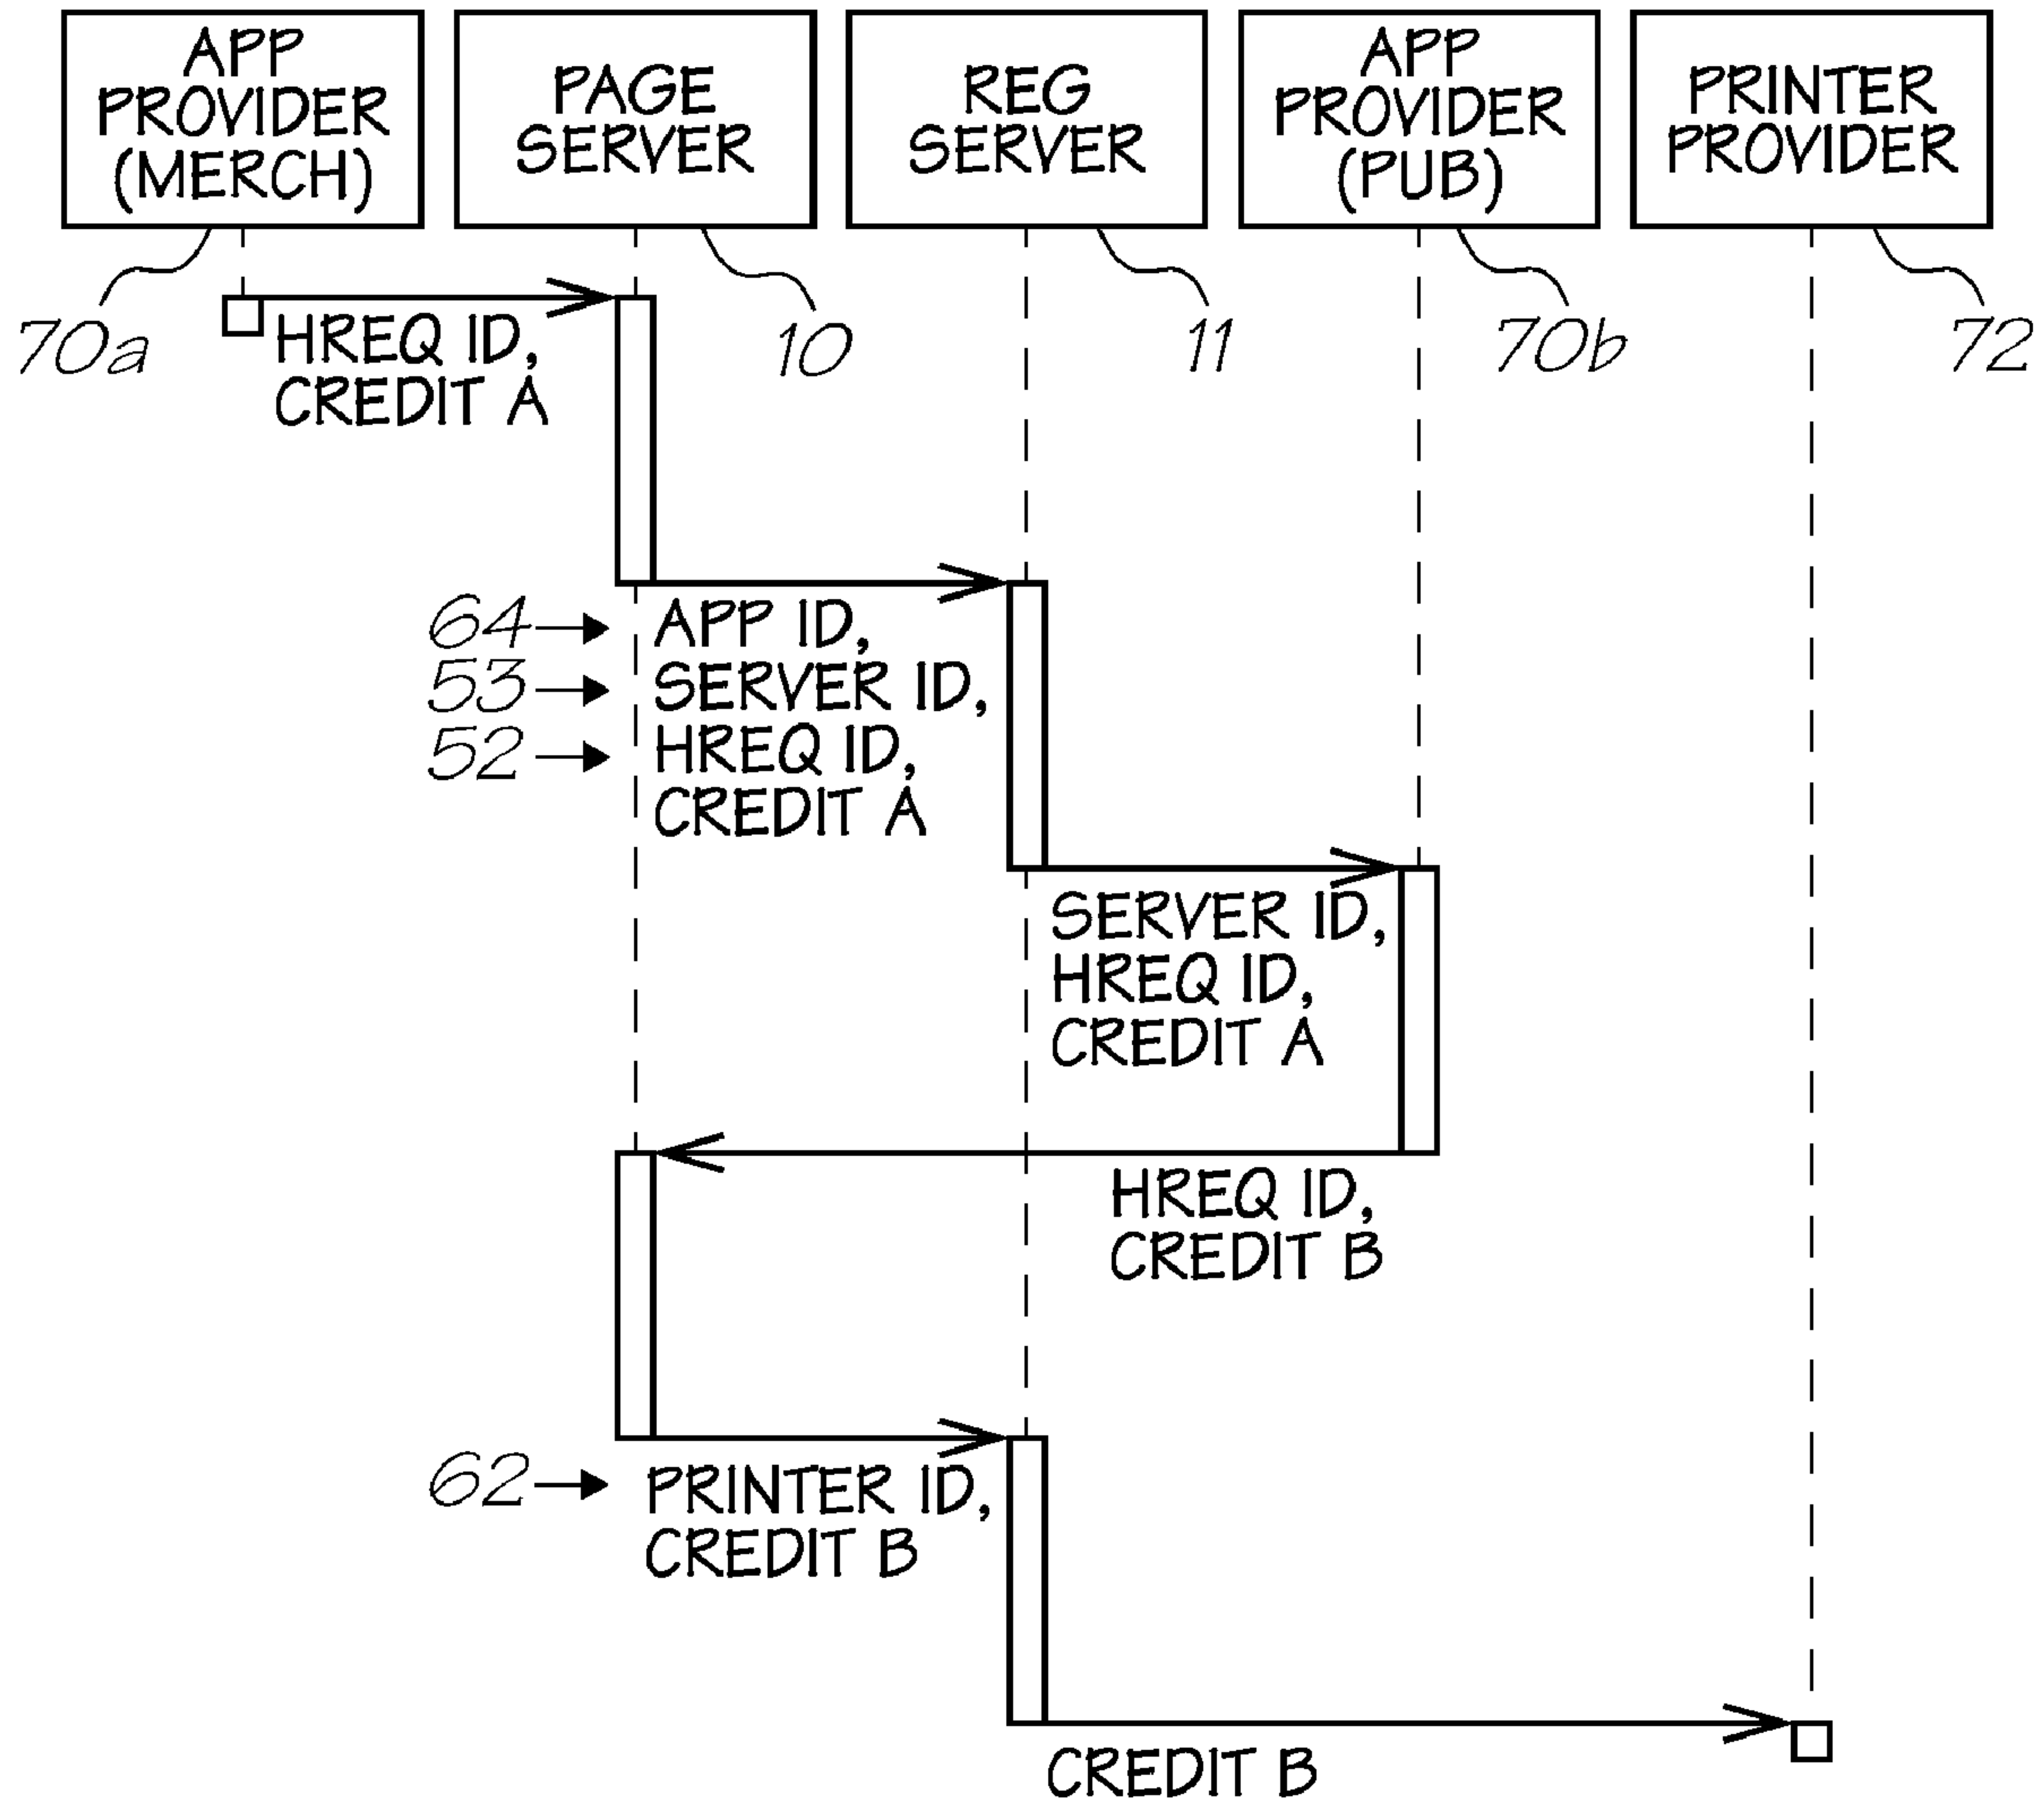 APP
PROVIDER
(MERCH)
PAGE
SERVER
REG
SERVER
APP
PROVIDER
(PUB)
PRINTER
PROVIDER
70a
10
11
70b
72
HREQ ID,
CREDIT A
64
APP ID,
53
SERVER ID,
52
HREQ ID,
CREDIT A
SERVER ID,
HREQ ID,
CREDIT A
HREQ ID,
CREDIT B
62
PRINTER ID,
CREDIT B
CREDIT B